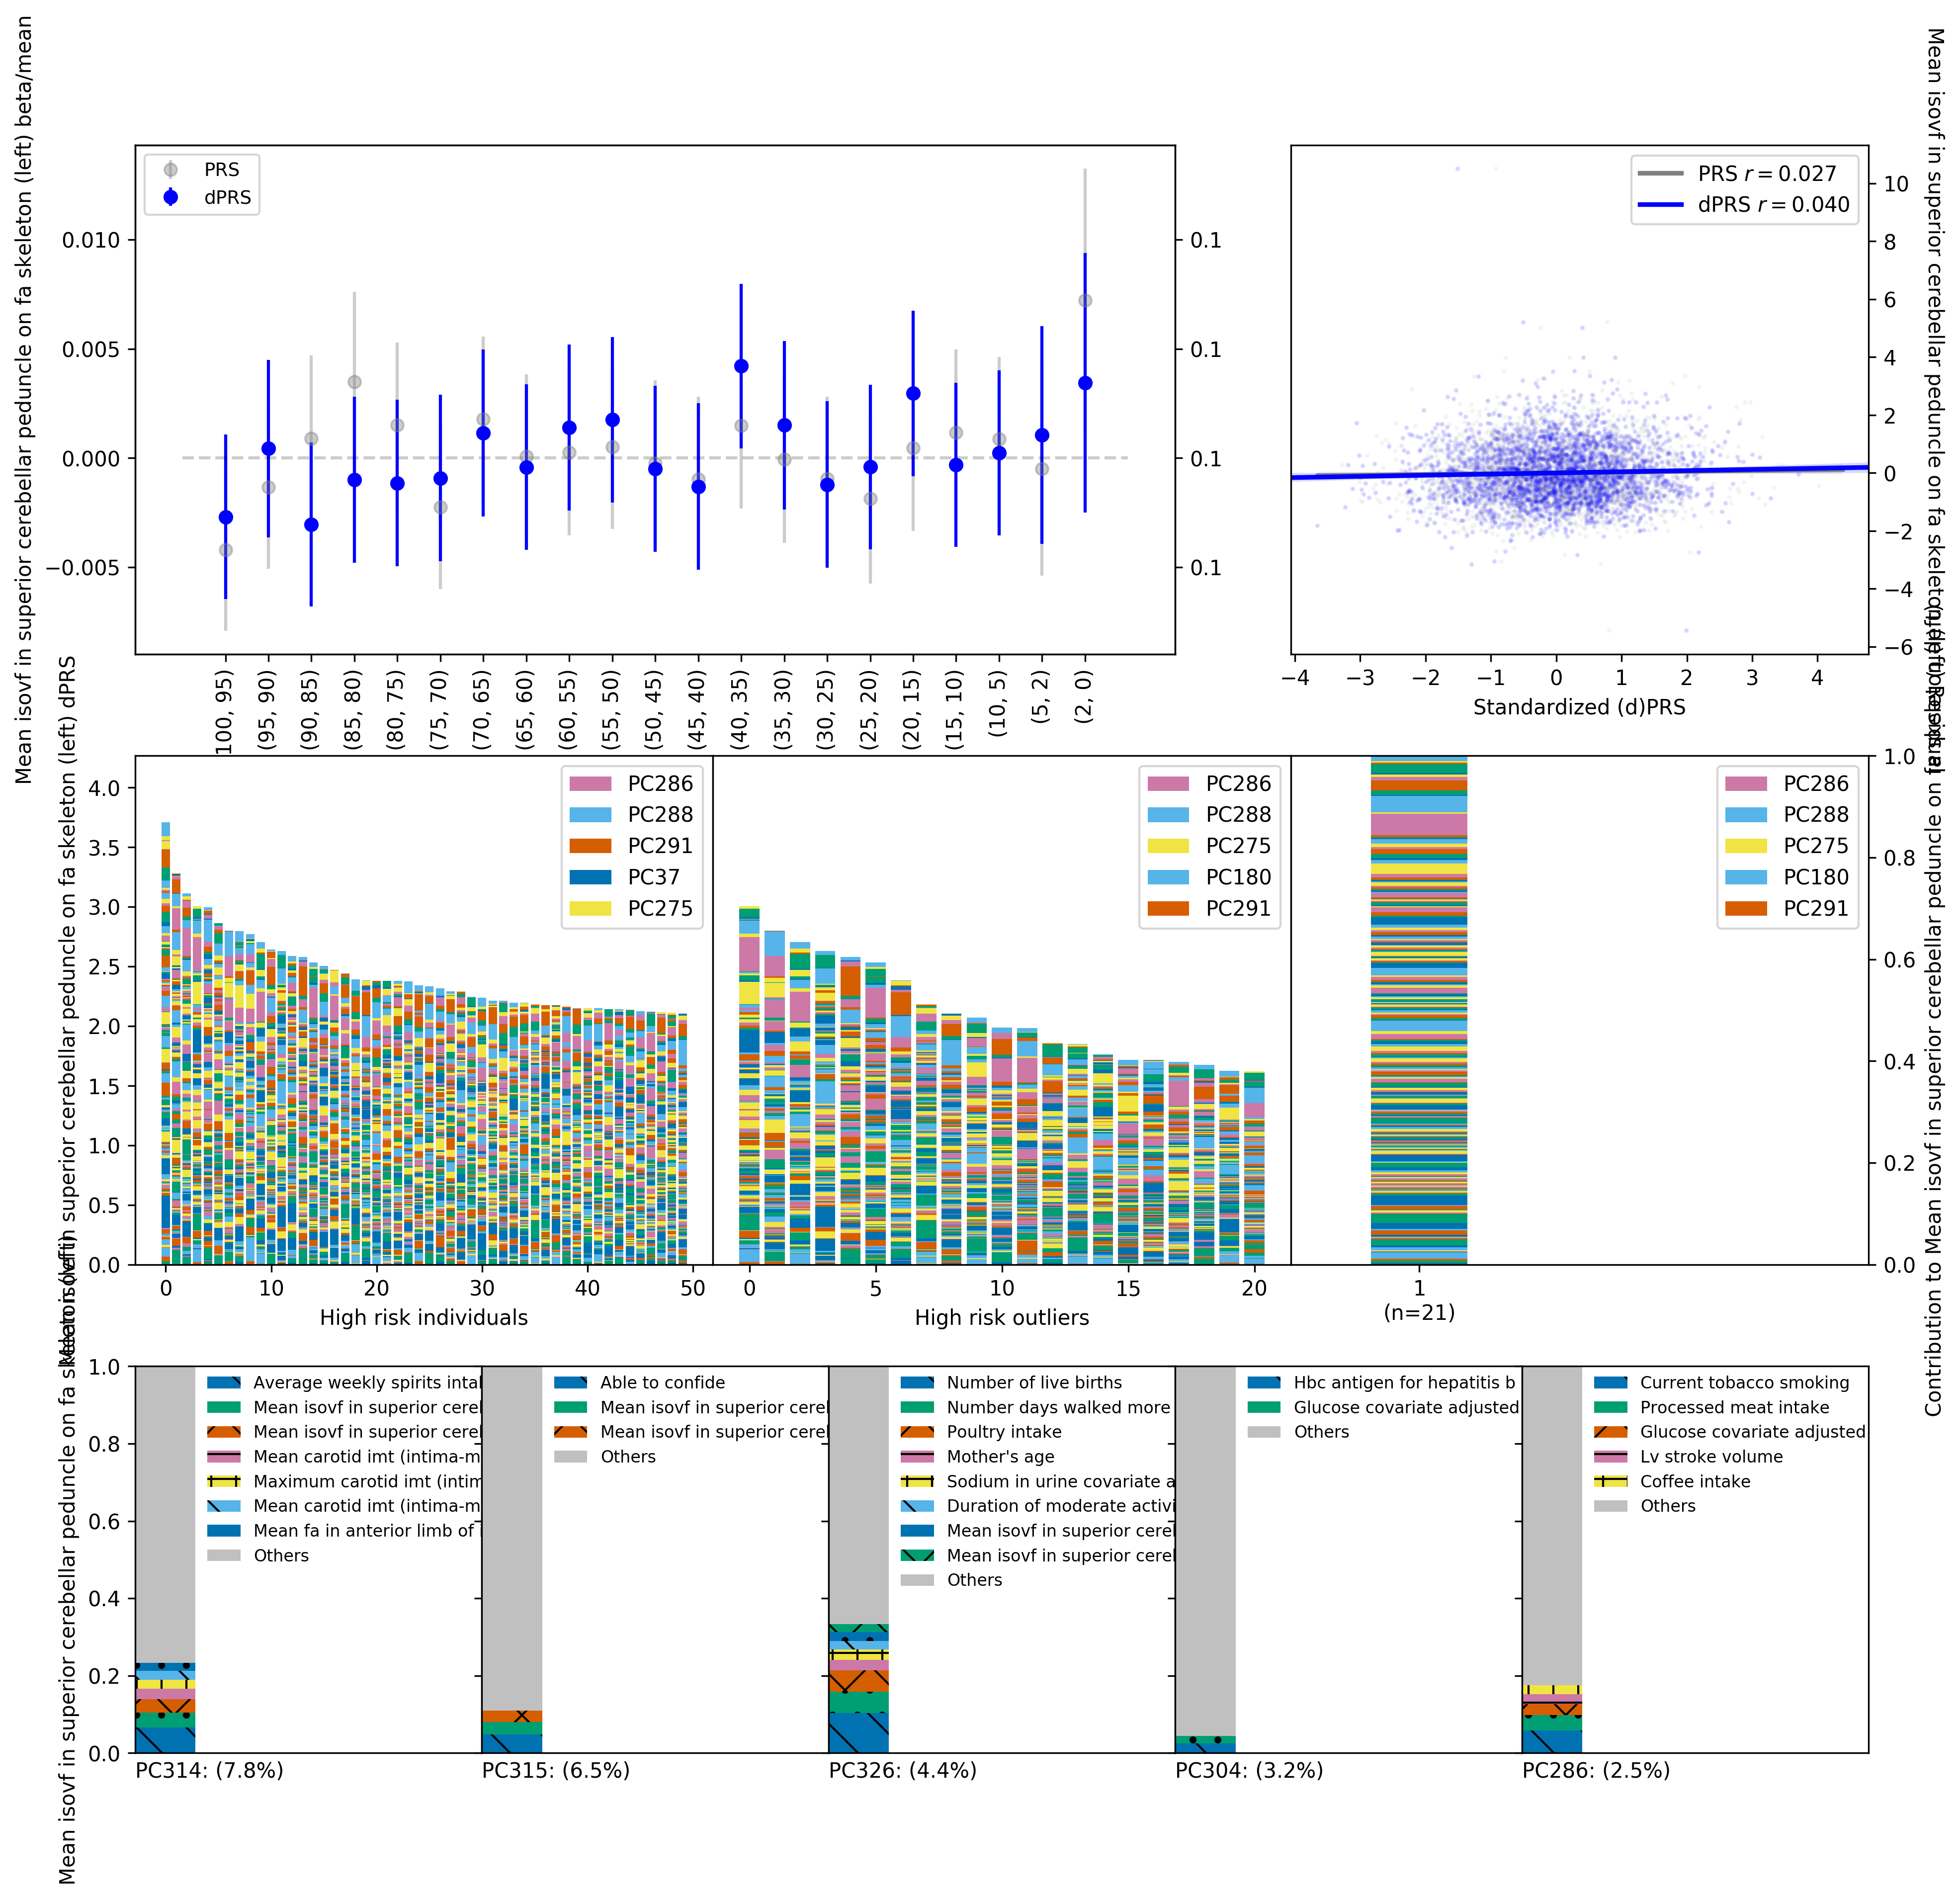 Mean isovf in superior cerebellar peduncle on fa skeleton (left) beta/mean
PRS
dPRS
0.010
0.005
0.000
−0.005
0.1
0.1
0.1
0.1
100, 95)
(95, 90)
(90, 85)
(85, 80)
(80, 75)
(75, 70)
(70, 65)
(65, 60)
(60, 55)
(55, 50)
(50, 45)
(45, 40)
(40, 35)
(35, 30)
(30, 25)
(25, 20)
(20, 15)
(15, 10)
(10, 5)
(5, 2)
(2, 0)
PRS r = 0.027
dPRS r = 0.040
10
8
6
4
2
0
−2
−4
−6
−4
−3
−2
−1
0
1
2
3
4
Standardized (d)PRS
Mean isovf in superior cerebellar peduncle on fa skeleton (left)
superior cerebellar peduncle on fa skeleton (left) dPRS
4.0
3.5
3.0
2.5
2.0
1.5
1.0
0.5
0.0
PC286
PC288
PC291
PC37
PC275
0
10
20
30
40
50
High risk individuals
PC286
PC288
PC275
PC180
PC291
0
5
10
15
20
High risk outliers
PC286
PC288
PC275
PC180
PC291
1
(n=21)
1.0
0.8
0.6
0.4
0.2
0.0
Contribution to Mean isovf in superior cerebellar peduncle on
Mean isovf in superior cerebellar peduncle on fa skeleton (left)
1.0
0.8
0.6
0.4
0.2
0.0
Average weekly spirits intal
Mean isovf in superior cerel
Mean isovf in superior cerel
Mean carotid imt (intima-m
Maximum carotid imt (intim
Mean carotid imt (intima-m
Mean fa in anterior limb of
Others
PC314: (7.8%)
Able to confide
Mean isovf in superior cerel
Mean isovf in superior cerel
Others
PC315: (6.5%)
Number of live births
Number days walked more
Poultry intake
Mother's age
Sodium in urine covariate a
Duration of moderate activi
Mean isovf in superior cerel
Mean isovf in superior cerel
Others
PC326: (4.4%)
Hbc antigen for hepatitis b
Glucose covariate adjusted
Others
PC304: (3.2%)
Current tobacco smoking
Processed meat intake
Glucose covariate adjusted
Lv stroke volume
Coffee intake
Others
PC286: (2.5%)